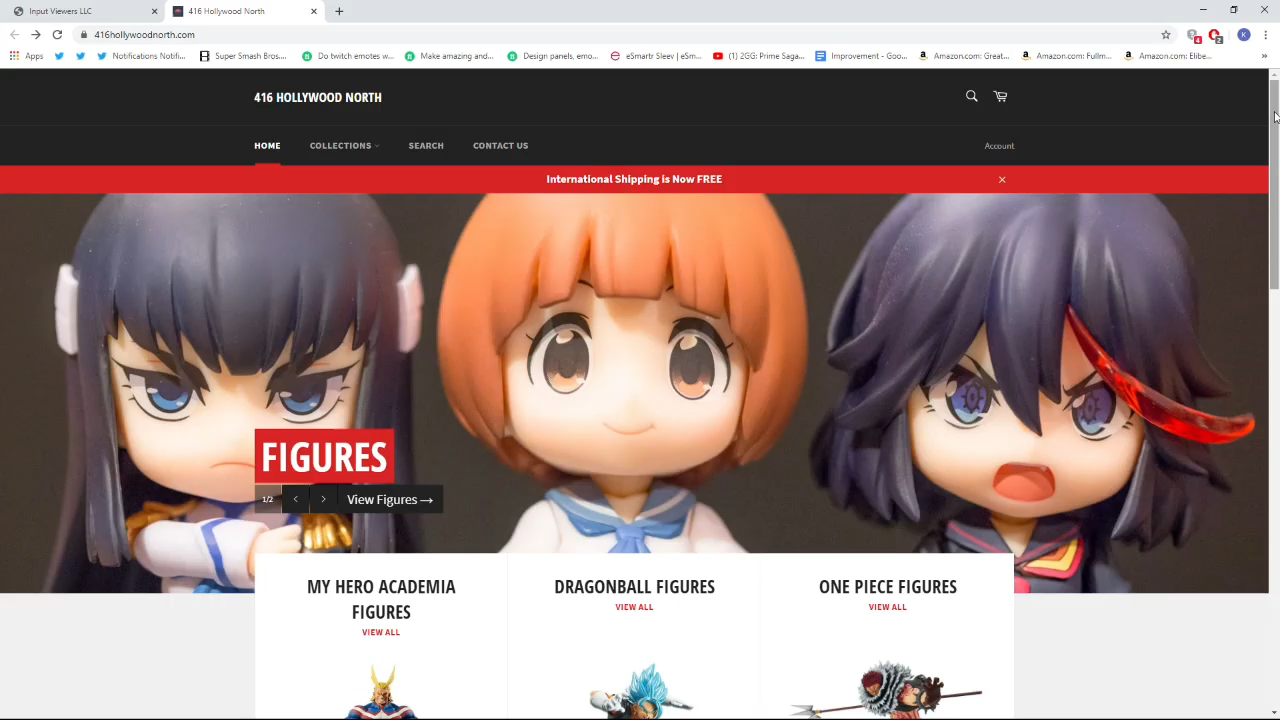 Input Viewers LLC
416 Hollywood North
416hollywoodnorth.com
K
Apps
Notifications Notifi...
Super Smash Bros....
Do twitch emotes w...
Make amazing and...
Design panels, emo...
eSmartr Sleev | eSm...
(1) 2GG: Prime Saga...
Improvement - Goo...
Amazon.com: Great...
Amazon.com: Fullm...
Amazon.com: Elibe...
»
416 HOLLYWOOD NORTH
HOME
COLLECTIONS
SEARCH
CONTACT US
Account
International Shipping is Now FREE
FIGURES
1/2
View Figures →
MY HERO ACADEMIA
FIGURES
VIEW ALL
DRAGONBALL FIGURES
VIEW ALL
ONE PIECE FIGURES
VIEW ALL